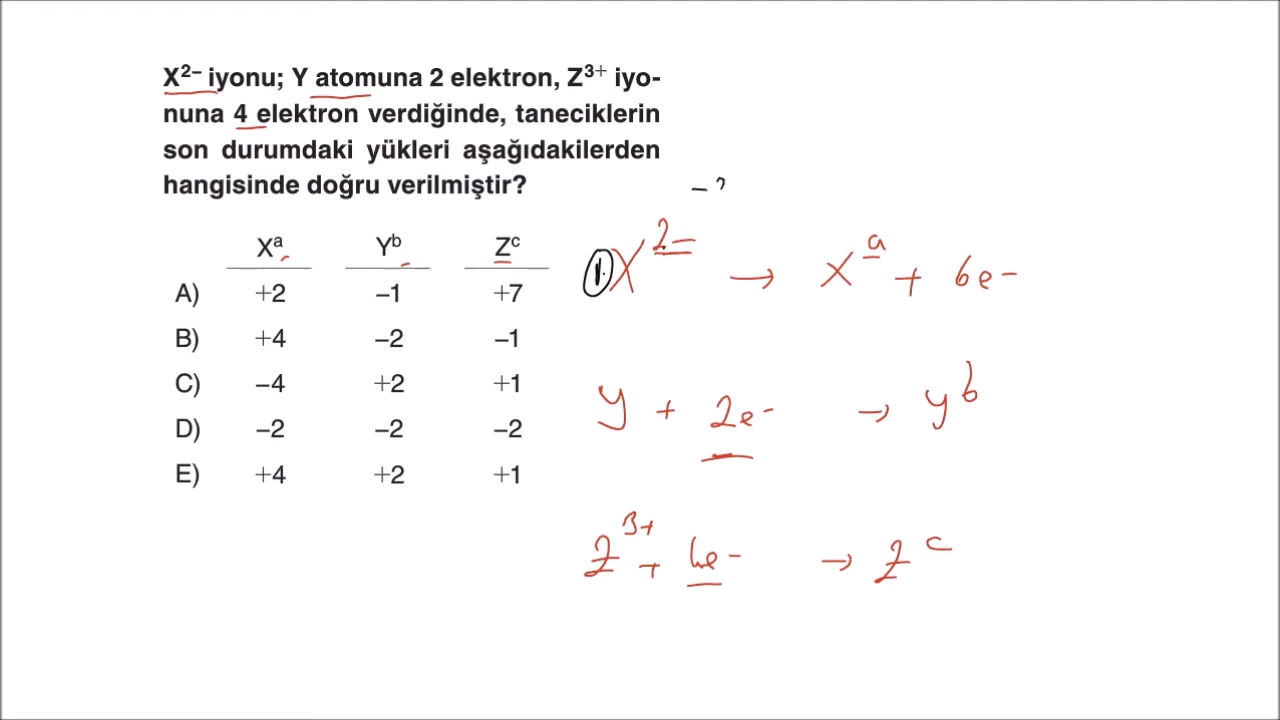 X²⁻ iyonu; Y atomuna 2 elektron, Z³⁺ iyo-
nuna 4 elektron verdiğinde, taneciklerin
son durumdaki yükleri aşağıdakilerden
hangisinde doğru verilmiştir?
– ?
Xᵃ Yᵇ Zᶜ
A) +2 –1 +7
B) +4 –2 –1
C) –4 +2 +1
D) –2 –2 –2
E) +4 +2 +1
1. X²⁻ → Xᵃ + 6e⁻
y + 2e⁻ → yᵇ
Z³⁺ + 4e⁻ → Zᶜ